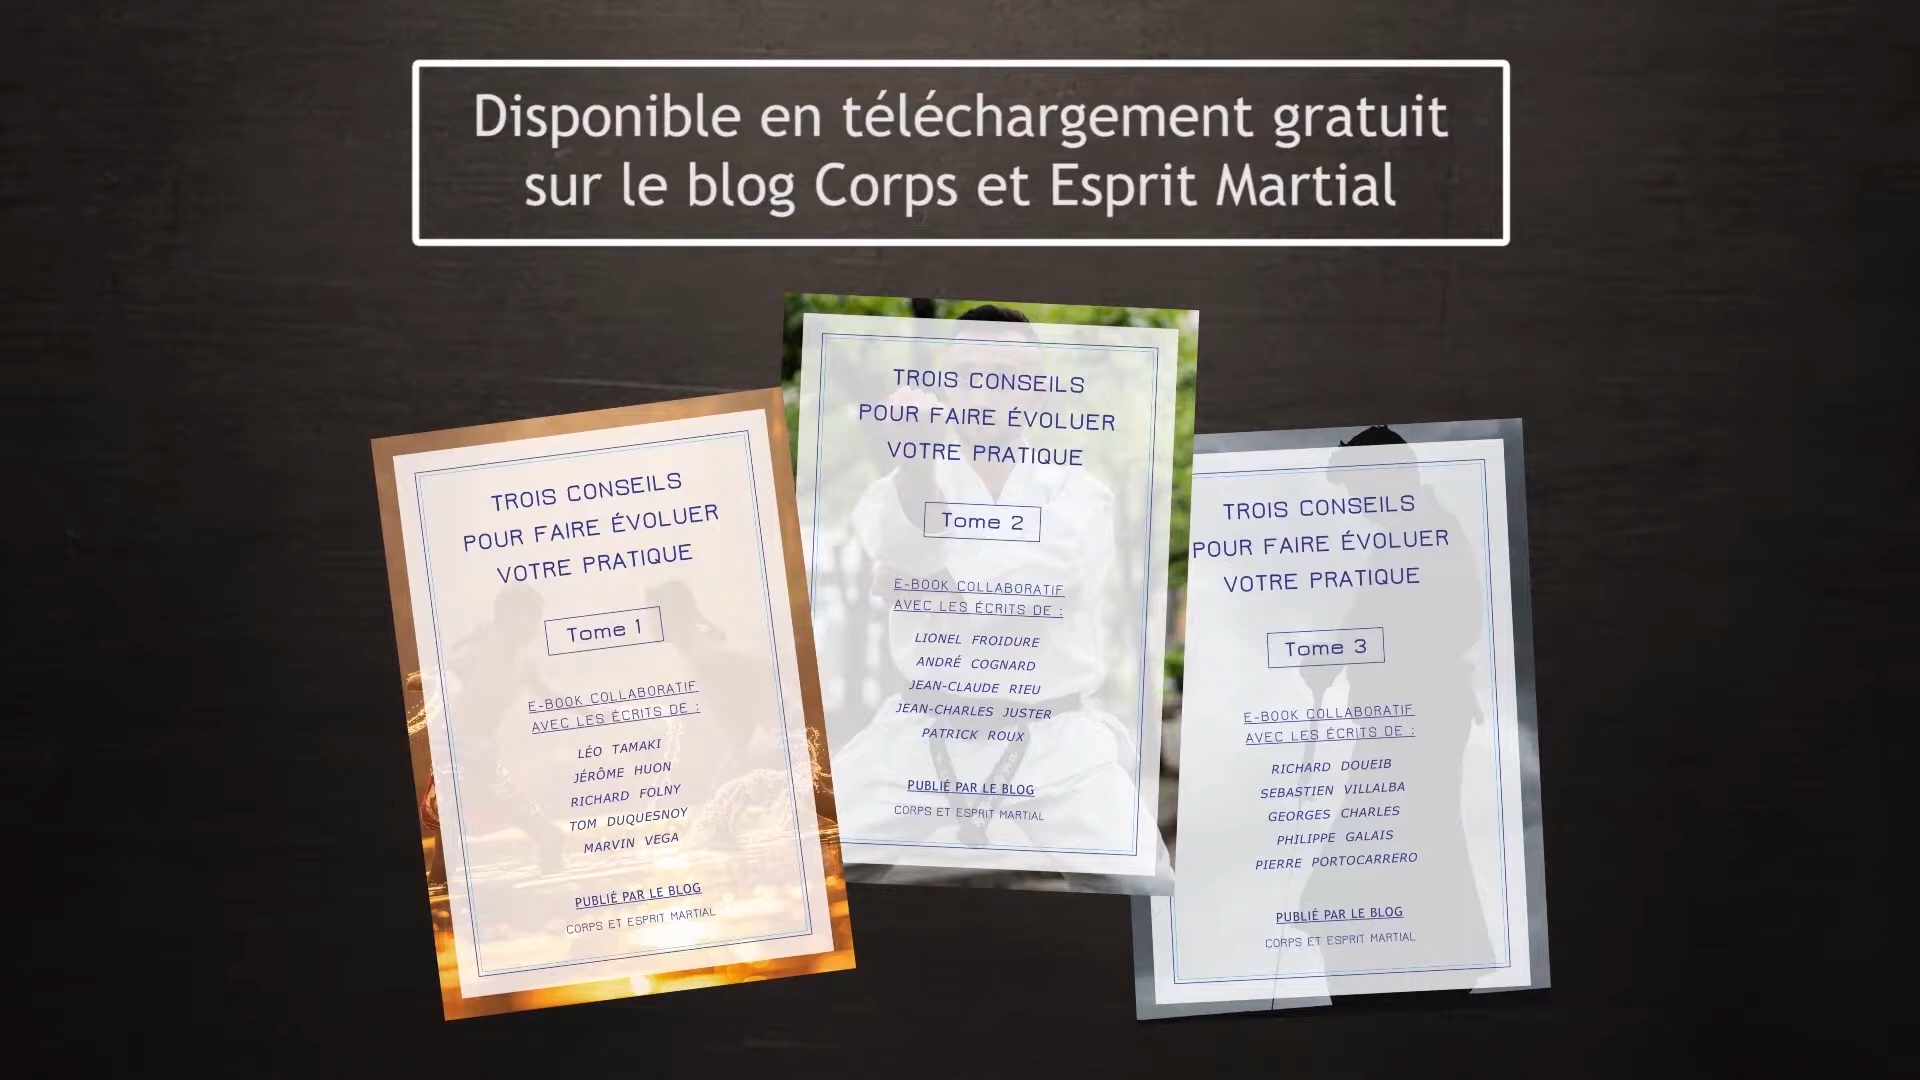 Disponible en téléchargement gratuit
sur le blog Corps et Esprit Martial
TROIS CONSEILS
POUR FAIRE ÉVOLUER
VOTRE PRATIQUE
Tome 1
E-BOOK COLLABORATIF
AVEC LES ÉCRITS DE :
LÉO TAMAKI
JÉRÔME HUON
RICHARD FOLNY
TOM DUQUESNOY
MARVIN VEGA
PUBLIÉ PAR LE BLOG
CORPS ET ESPRIT MARTIAL
TROIS CONSEILS
POUR FAIRE ÉVOLUER
VOTRE PRATIQUE
Tome 2
E-BOOK COLLABORATIF
AVEC LES ÉCRITS DE :
LIONEL FROIDURE
ANDRÉ COGNARD
JEAN-CLAUDE RIEU
JEAN-CHARLES JUSTER
PATRICK ROUX
PUBLIÉ PAR LE BLOG
CORPS ET ESPRIT MARTIAL
TROIS CONSEILS
POUR FAIRE ÉVOLUER
VOTRE PRATIQUE
Tome 3
E-BOOK COLLABORATIF
AVEC LES ÉCRITS DE :
RICHARD DOUEIB
SEBASTIEN VILLALBA
GEORGES CHARLES
PHILIPPE GALAIS
PIERRE PORTOCARRERO
PUBLIÉ PAR LE BLOG
CORPS ET ESPRIT MARTIAL